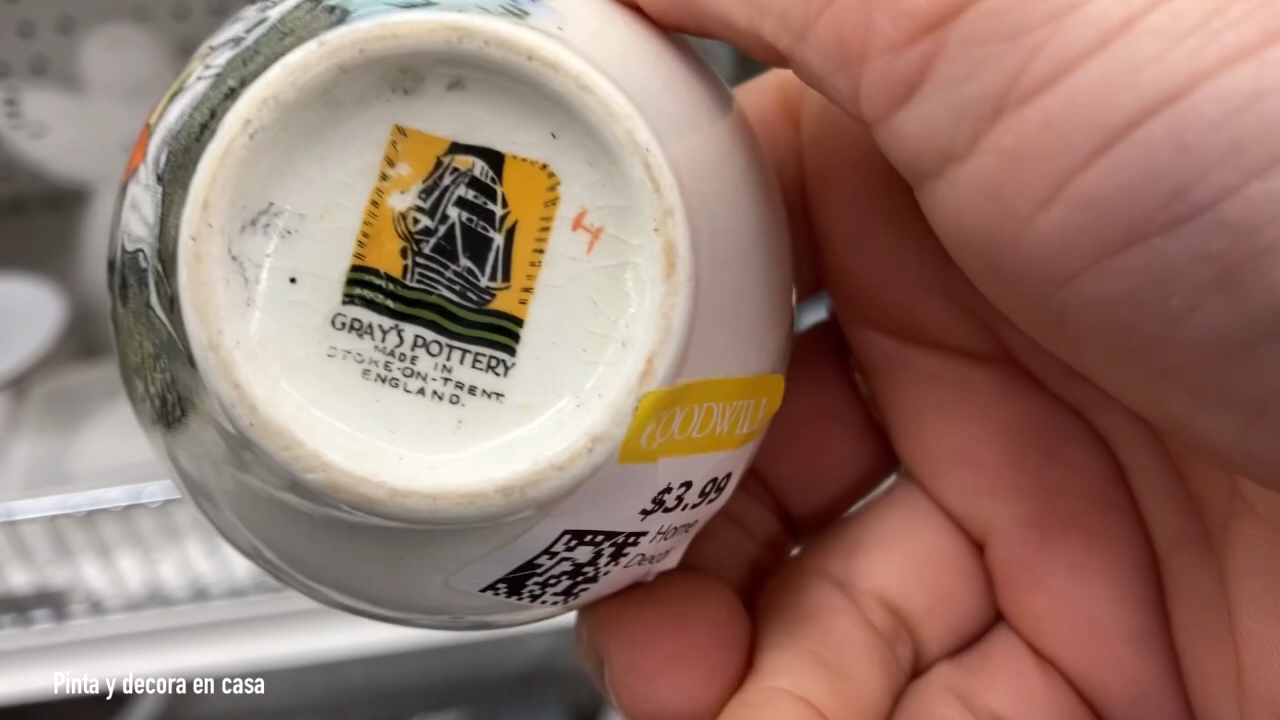 GRAY'S POTTERY
MADE IN
STOKE-ON-TRENT.
ENGLAND.
GOODWILL
$3.99
Home
Decor
Pinta y decora en casa